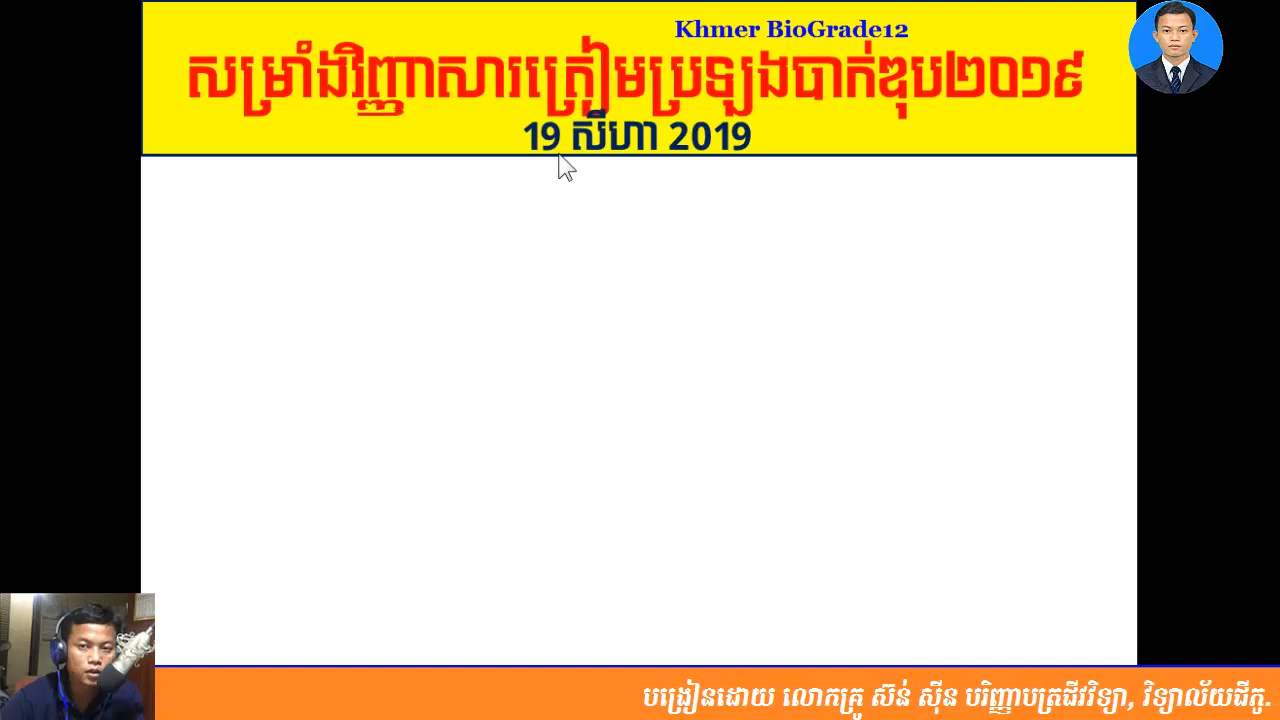 Khmer BioGrade12
សម្រាំងវិញ្ញាសារត្រៀមប្រឡងបាក់ឌុប២០១៩
19 សីហា 2019
បង្រៀនដោយ លោកគ្រូ ស៊ន់ ស៊ីន បរិញ្ញាបត្រជីវវិទ្យា, វិទ្យាល័យជីភូ.